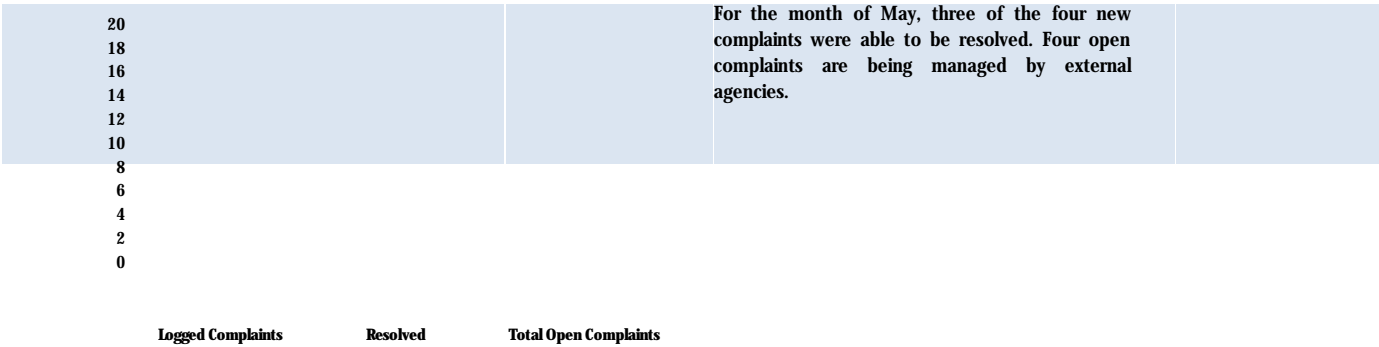 20
18
16
14
12
10
8
6
4
2
0
Logged Complaints Resolved Total Open Complaints
For the month of May, three of the four new
complaints were able to be resolved. Four open
complaints are being managed by external
agencies.